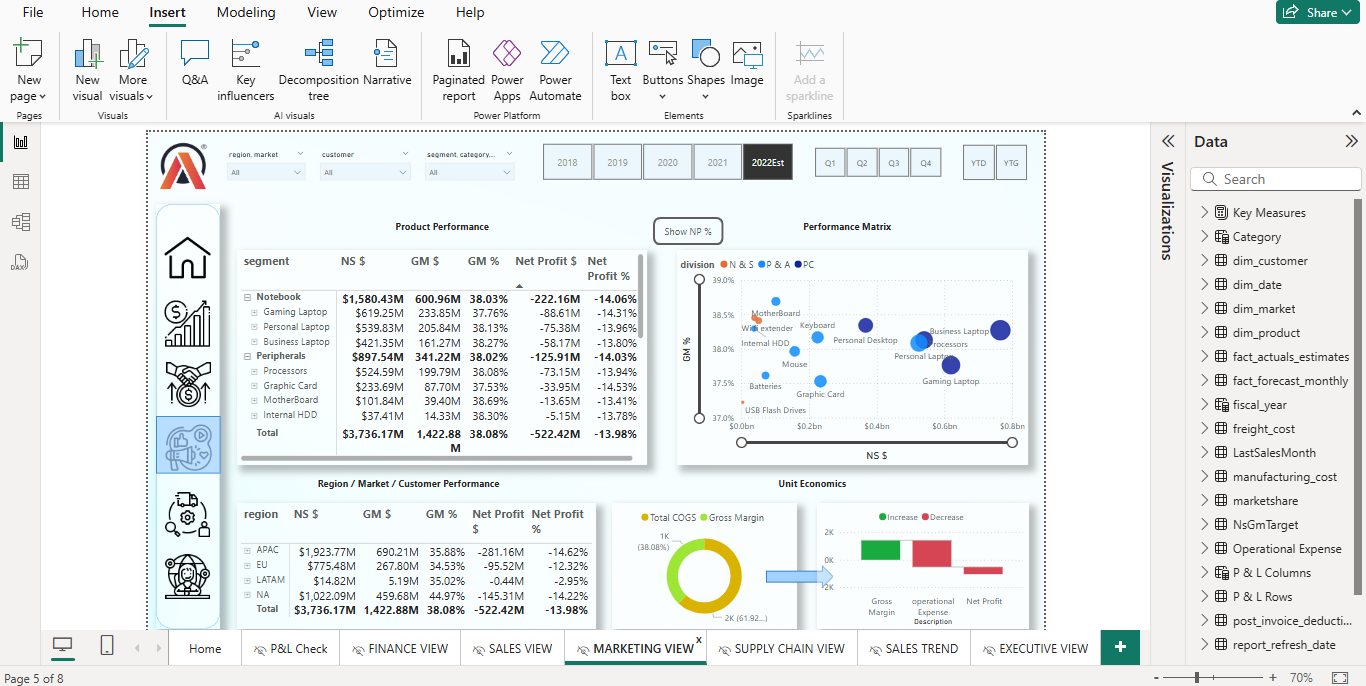 File Home Insert Modeling View Optimize Help
Share
New page
New visual
More visuals
Q&A
Key influencers
Decomposition tree
Narrative
Paginated report
Power Apps
Power Automate
Text box
Buttons
Shapes
Image
Add a sparkline
Pages Visuals AI visuals Power Platform Elements Sparklines
region, market customer segment, category,...
All All All
2018 2019 2020 2021 2022Est
Q1 Q2 Q3 Q4
YTD YTG
Product Performance
Show NP %
Performance Matrix
segment NS $ GM $ GM % Net Profit $ Net Profit %
Notebook $1,580.43M 600.96M 38.03% -222.16M -14.06%
Gaming Laptop $619.25M 233.85M 37.76% -88.61M -14.31%
Personal Laptop $539.83M 205.84M 38.13% -75.38M -13.96%
Business Laptop $421.35M 161.27M 38.27% -58.17M -13.80%
Peripherals $897.54M 341.22M 38.02% -125.91M -14.03%
Processors $524.59M 199.79M 38.08% -73.15M -13.94%
Graphic Card $233.69M 87.70M 37.53% -33.95M -14.53%
MotherBoard $101.84M 39.40M 38.69% -13.65M -13.41%
Internal HDD $37.41M 14.33M 38.30% -5.15M -13.78%
Total $3,736.17M 1,422.88M 38.08% -522.42M -13.98%
division N & S P & A PC
39.0%
38.5%
38.0%
37.5%
37.0%
GM %
MotherBoard
Wifi extender
Keyboard
Internal HDD
Personal Desktop
Business Laptop
Processors
Personal Laptop
Mouse
Gaming Laptop
Batteries
Graphic Card
USB Flash Drives
$0.0bn $0.2bn $0.4bn $0.6bn $0.8bn
NS $
Region / Market / Customer Performance
Unit Economics
region NS $ GM $ GM % Net Profit $ Net Profit %
APAC $1,923.77M 690.21M 35.88% -281.16M -14.62%
EU $775.48M 267.80M 34.53% -95.52M -12.32%
LATAM $14.82M 5.19M 35.02% -0.44M -2.95%
NA $1,022.09M 459.68M 44.97% -145.31M -14.22%
Total $3,736.17M 1,422.88M 38.08% -522.42M -13.98%
Total COGS Gross Margin
1K
(38.08%)
2K (61.92...)
Increase Decrease
2K
0K
-2K
Gross Margin
operational Expense
Net Profit
Description
Visualizations
Data
Search
Key Measures
Category
dim_customer
dim_date
dim_market
dim_product
fact_actuals_estimates
fact_forecast_monthly
fiscal_year
freight_cost
LastSalesMonth
manufacturing_cost
marketshare
NsGmTarget
Operational Expense
P & L Columns
P & L Rows
post_invoice_deducti...
report_refresh_date
DAX
Home P&L Check FINANCE VIEW SALES VIEW MARKETING VIEW x SUPPLY CHAIN VIEW SALES TREND EXECUTIVE VIEW +
Page 5 of 8
- + 70%